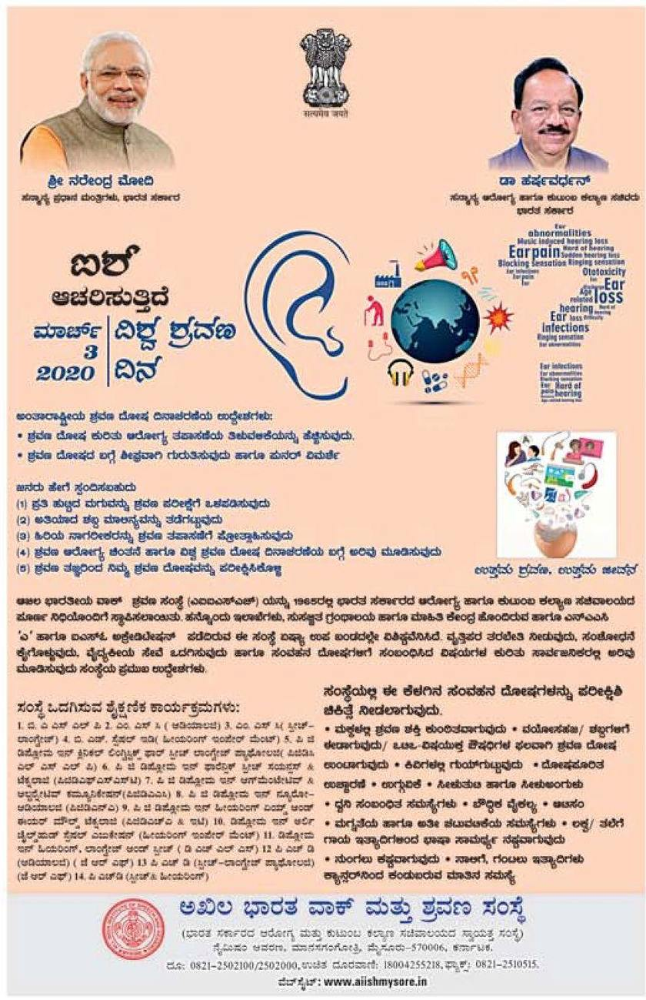 सत्यमेव जयते
ಶ್ರೀ ನರೇಂದ್ರ ಮೋದಿ
ಸನ್ಮಾನ್ಯ ಪ್ರಧಾನ ಮಂತ್ರಿಗಳು, ಭಾರತ ಸರ್ಕಾರ
ಡಾ ಹರ್ಷವರ್ಧನ್
ಸನ್ಮಾನ್ಯ ಆರೋಗ್ಯ ಹಾಗೂ ಕುಟುಂಬ ಕಲ್ಯಾಣ ಸಚಿವರು
ಭಾರತ ಸರ್ಕಾರ
ಐಶ್
ಆಚರಿಸುತ್ತಿದೆ
ಮಾರ್ಚ್ 3 2020
ವಿಶ್ವ ಶ್ರವಣ
ದಿನ
Ear
abnormalities
Music induced hearing loss
Ear pain Hard of hearing
Sudden hearing loss
Blocking Sensation Ringing sensation
Ear infections
Ototoxicity
Ear pain
Ear
Ear
Age related loss
hearing Hard of hearing
Ear loss Difficulty
infections
Ringing sensation
Ear abnormalities
Ear infections
Ear abnormalities
Blocking sensation
Ear pain Hard of hearing
Age related hearing loss
ಅಂತಾರಾಷ್ಟ್ರೀಯ ಶ್ರವಣ ದೋಷ ದಿನಾಚರಣೆಯ ಉದ್ದೇಶಗಳು:
• ಶ್ರವಣ ದೋಷ ಕುರಿತು ಆರೋಗ್ಯ ತಪಾಸಣೆಯ ತಿಳುವಳಿಕೆಯನ್ನು ಹೆಚ್ಚಿಸುವುದು.
• ಶ್ರವಣ ದೋಷದ ಬಗ್ಗೆ ಶೀಘ್ರವಾಗಿ ಗುರುತಿಸುವುದು ಹಾಗೂ ಪುನರ್ ವಿಮರ್ಶೆ
ಜನರು ಹೇಗೆ ಸ್ಪಂದಿಸಬಹುದು
(1) ಪ್ರತಿ ಹುಟ್ಟಿದ ಮಗುವನ್ನು ಶ್ರವಣ ಪರೀಕ್ಷೆಗೆ ಒಳಪಡಿಸುವುದು
(2) ಅತಿಯಾದ ಶಬ್ದ ಮಾಲಿನ್ಯವನ್ನು ತಡೆಗಟ್ಟುವುದು
(3) ಹಿರಿಯ ನಾಗರೀಕರನ್ನು ಶ್ರವಣ ತಪಾಸಣೆಗೆ ಪ್ರೋತ್ಸಾಹಿಸುವುದು
(4) ಶ್ರವಣ ಆರೋಗ್ಯ ಚಿಂತನೆ ಹಾಗೂ ವಿಶ್ವ ಶ್ರವಣ ದೋಷ ದಿನಾಚರಣೆಯ ಬಗ್ಗೆ ಅರಿವು ಮೂಡಿಸುವುದು
(5) ಶ್ರವಣ ತಜ್ಞರಿಂದ ನಿಮ್ಮ ಶ್ರವಣ ದೋಷವನ್ನು ಪರೀಕ್ಷಿಸಿಕೊಳ್ಳಿ
ಉತ್ತಮ ಶ್ರವಣ, ಉತ್ತಮ ಜೀವನ
ಅಖಿಲ ಭಾರತೀಯ ವಾಕ್ ಶ್ರವಣ ಸಂಸ್ಥೆ (ಎಐಐಎಸ್ಎಚ್) ಯನ್ನು 1965ರಲ್ಲಿ ಭಾರತ ಸರ್ಕಾರದ ಆರೋಗ್ಯ ಹಾಗೂ ಕುಟುಂಬ ಕಲ್ಯಾಣ ಸಚಿವಾಲಯದ
ಪೂರ್ಣ ನಿಧಿಯೊಂದಿಗೆ ಸ್ಥಾಪಿಸಲಾಯಿತು. ಹನ್ನೊಂದು ಇಲಾಖೆಗಳು, ಸುಸಜ್ಜಿತ ಗ್ರಂಥಾಲಯ ಹಾಗೂ ಮಾಹಿತಿ ಕೇಂದ್ರ ಹೊಂದಿರುವ ಹಾಗೂ ಎನ್ಎಎಸಿ
'ಎ' ಹಾಗೂ ಐಎಸ್ಓ ಅಕ್ರೇಡಿಟೇಷನ್ ಪಡೆದಿರುವ ಈ ಸಂಸ್ಥೆ ಏಷ್ಯಾ ಉಪ ಖಂಡದಲ್ಲೇ ವಿಶಿಷ್ಟವೆನಿಸಿದೆ. ವೃತ್ತಿಪರ ತರಬೇತಿ ನೀಡುವುದು, ಸಂಶೋಧನೆ
ಕೈಗೊಳ್ಳುವುದು, ವೈದ್ಯಕೀಯ ಸೇವೆ ಒದಗಿಸುವುದು ಹಾಗೂ ಸಂವಹನ ದೋಷಗಳಿಗೆ ಸಂಬಂಧಿಸಿದ ವಿಷಯಗಳ ಕುರಿತು ಸಾರ್ವಜನಿಕರಲ್ಲಿ ಅರಿವು
ಮೂಡಿಸುವುದು ಸಂಸ್ಥೆಯ ಪ್ರಮುಖ ಉದ್ದೇಶಗಳು.
ಸಂಸ್ಥೆ ಒದಗಿಸುವ ಶೈಕ್ಷಣಿಕ ಕಾರ್ಯಕ್ರಮಗಳು:
1. ಬಿ. ಎ ಎಸ್ ಎಲ್ ಪಿ 2. ಎಂ. ಎಸ್ ಸಿ ( ಆಡಿಯಾಲಜಿ) 3. ಎಂ. ಎಸ್ ಸಿ( ಸ್ಪೀಚ್-
ಲಾಂಗ್ವೇಜ್) 4. ಬಿ. ಎಡ್. ಸ್ಪೆಷಲ್ ಇಡಿ( ಹಿಯರಿಂಗ್ ಇಂಪೇರ್ ಮೆಂಟ್) 5. ಪಿ ಜಿ
ಡಿಪ್ಲೋಮ ಇನ್ ಕ್ಲಿನಿಕಲ್ ಲಿಂಗ್ವಿಸ್ಟಿಕ್ಸ್ ಫಾರ್ ಸ್ಪೀಚ್ ಲಾಂಗ್ವೇಜ್ ಪ್ಯಾಥೋಲಜಿ( ಪಿಜಿಡಿಸಿ
ಎಲ್ ಎಸ್ ಎಲ್ ಪಿ) 6. ಪಿ ಜಿ ಡಿಪ್ಲೋಮ ಇನ್ ಫಾರೆನ್ಸಿಕ್ ಸ್ಪೀಚ್ ಸಯನ್ಸಸ್ &
ಟೆಕ್ನಾಲಜಿ (ಪಿಜಿಡಿಎಫ್ಎಸ್ಎಸ್ಟಿ) 7. ಪಿ ಜಿ ಡಿಪ್ಲೋಮ ಇನ್ ಆಗ್ಮೆಂಟೇಟಿವ್ &
ಆಲ್ಟರ್ನೇಟಿವ್ ಕಮ್ಯೂನಿಕೇಶನ್(ಪಿಜಿಡಿಎಎಸಿ) 8. ಪಿ ಜಿ ಡಿಪ್ಲೋಮ ಇನ್ ನ್ಯೂರೋ-
ಆಡಿಯಾಲಜಿ (ಪಿಜಿಡಿಎನ್ಎ) 9. ಪಿ ಜಿ ಡಿಪ್ಲೋಮ ಇನ್ ಹಿಯರಿಂಗ್ ಏಯ್ಡ್ ಅಂಡ್
ಈಯರ್ ಮೌಲ್ಡ್ ಟೆಕ್ನಾಲಜಿ (ಪಿಜಿಡಿಎಚ್ಎ & ಇಟಿ) 10. ಡಿಪ್ಲೋಮ ಇನ್ ಅರ್ಲಿ
ಚೈಲ್ಡ್‌ಹುಡ್ ಸ್ಪೆಷಲ್ ಎಜುಕೇಷನ್ (ಹಿಯರಿಂಗ್ ಇಂಪೇರ್ ಮೆಂಟ್) 11. ಡಿಪ್ಲೋಮ
ಇನ್ ಹಿಯರಿಂಗ್, ಲಾಂಗ್ವೇಜ್ ಅಂಡ್ ಸ್ಪೀಚ್ ( ಡಿ ಎಚ್ ಎಲ್ ಎಸ್) 12 ಪಿ ಎಚ್ ಡಿ
(ಆಡಿಯಾಲಜಿ) ( ಜೆ ಆರ್ ಎಫ್) 13 ಪಿ ಎಚ್ ಡಿ (ಸ್ಪೀಚ್-ಲಾಂಗ್ವೇಜ್ ಪ್ಯಾಥೋಲಜಿ)
(ಜೆ ಆರ್ ಎಫ್) 14. ಪಿ ಎಚ್‌ಡಿ (ಸ್ಪೀಚ್& ಹಿಯರಿಂಗ್)
ಸಂಸ್ಥೆಯಲ್ಲಿ ಈ ಕೆಳಗಿನ ಸಂವಹನ ದೋಷಗಳನ್ನು ಪರೀಕ್ಷಿಸಿ
ಚಿಕಿತ್ಸೆ ನೀಡಲಾಗುವುದು.
• ಮಕ್ಕಳಲ್ಲಿ ಶ್ರವಣ ಶಕ್ತಿ ಕುಂಠಿತವಾಗುವುದು • ವಯೋಸಹಜ/ ಶಬ್ದಗಳಿಗೆ
ಈಡಾಗುವುದು/ ಓಟೂ-ವಿಷಯುಕ್ತ ಔಷಧಿಗಳ ಫಲವಾಗಿ ಶ್ರವಣ ದೋಷ
ಉಂಟಾಗುವುದು • ಕಿವಿಗಳಲ್ಲಿ ಗುಯ್‌ಗುಟ್ಟುವುದು • ದೋಷಪೂರಿತ
ಉಚ್ಚಾರಣೆ • ಉಗ್ಗುವಿಕೆ • ಸೀಳುತುಟಿ ಹಾಗೂ ಸೀಳುಅಂಗುಳು
• ಧ್ವನಿ ಸಂಬಂಧಿತ ಸಮಸ್ಯೆಗಳು • ಬೌದ್ಧಿಕ ವೈಕಲ್ಯ • ಆಟಿಸಂ
• ಮಗ್ನತೆಯ ಹಾಗೂ ಅತೀ ಚಟುವಟಿಕೆಯ ಸಮಸ್ಯೆಗಳು • ಲಕ್ವ/ ತಲೆಗೆ
ಗಾಯ ಇತ್ಯಾದಿಗಳಿಂದ ಭಾಷಾ ಸಾಮರ್ಥ್ಯ ನಷ್ಟವಾಗುವುದು
• ನುಂಗಲು ಕಷ್ಟವಾಗುವುದು • ನಾಲಿಗೆ, ಗಂಟಲು ಇತ್ಯಾದಿಗಳು
ಕ್ಯಾನ್ಸರ್‌ನಿಂದ ಕಂಡುಬರುವ ಮಾತಿನ ಸಮಸ್ಯೆ
ಅಖಿಲ ಭಾರತ ವಾಕ್ ಮತ್ತು ಶ್ರವಣ ಸಂಸ್ಥೆ
(ಭಾರತ ಸರ್ಕಾರದ ಆರೋಗ್ಯ ಮತ್ತು ಕುಟುಂಬ ಕಲ್ಯಾಣ ಸಚಿವಾಲಯದ ಸ್ವಾಯತ್ತ ಸಂಸ್ಥೆ)
ನೈಮಿಷಂ ಆವರಣ, ಮಾನಸಗಂಗೋತ್ರಿ, ಮೈಸೂರು-570006, ಕರ್ನಾಟಕ.
ದೂ: 0821-2502100/2502000, ಉಚಿತ ದೂರವಾಣಿ: 18004255218, ಫ್ಯಾಕ್ಸ್: 0821-2510515.
ವೆಬ್‌ಸೈಟ್: www.aiishmysore.in